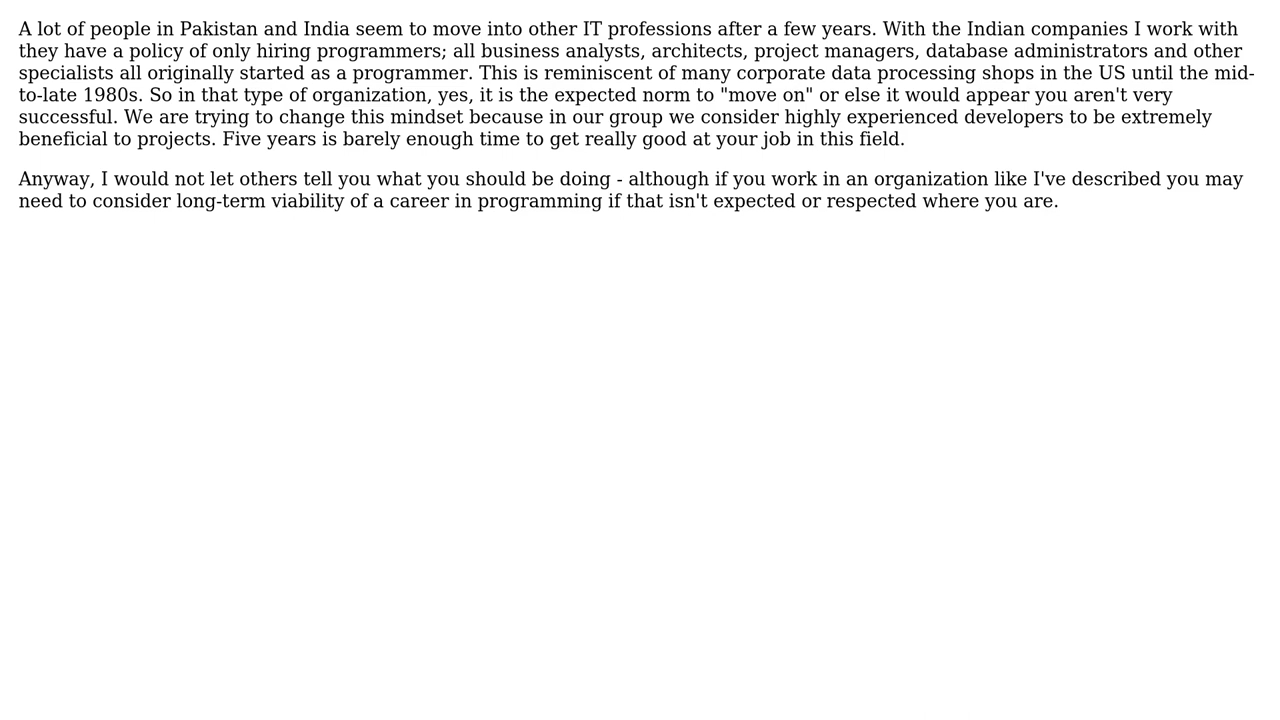 A lot of people in Pakistan and India seem to move into other IT professions after a few years. With the Indian companies I work with
they have a policy of only hiring programmers; all business analysts, architects, project managers, database administrators and other
specialists all originally started as a programmer. This is reminiscent of many corporate data processing shops in the US until the mid-
to-late 1980s. So in that type of organization, yes, it is the expected norm to "move on" or else it would appear you aren't very
successful. We are trying to change this mindset because in our group we consider highly experienced developers to be extremely
beneficial to projects. Five years is barely enough time to get really good at your job in this field.
Anyway, I would not let others tell you what you should be doing - although if you work in an organization like I've described you may
need to consider long-term viability of a career in programming if that isn't expected or respected where you are.